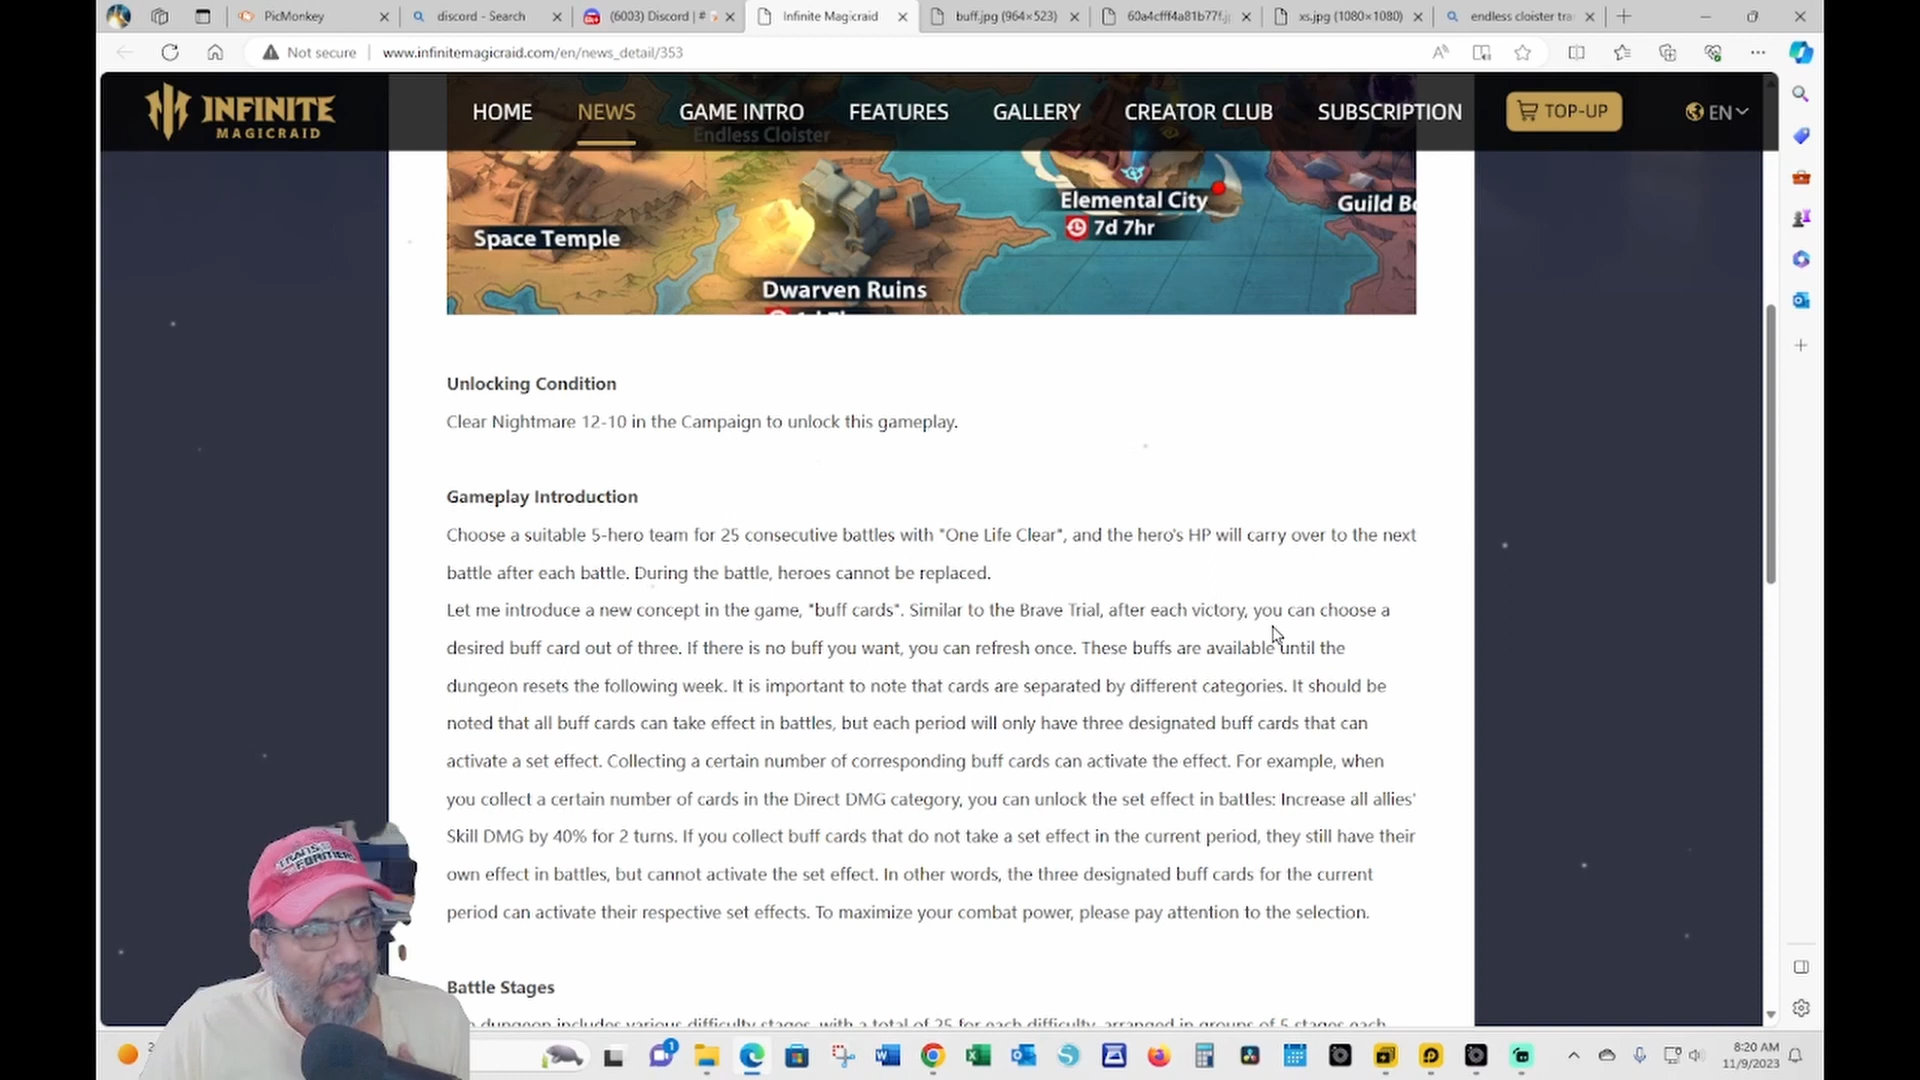 PicMonkey
discord - Search
(6003) Discord | #
Infinite Magicraid
buff.jpg (964×523)
60a4cfff4a81b77f.j
xs.jpg (1080×1080)
endless cloister tra
Not secure
www.infinitemagicraid.com/en/news_detail/353
INFINITE
MAGICRAID
HOME
NEWS
GAME INTRO
FEATURES
GALLERY
CREATOR CLUB
SUBSCRIPTION
TOP-UP
EN
Endless Cloister
Elemental City
7d 7hr
Guild Bo
Space Temple
Dwarven Ruins
Unlocking Condition
Clear Nightmare 12-10 in the Campaign to unlock this gameplay.
Gameplay Introduction
Choose a suitable 5-hero team for 25 consecutive battles with "One Life Clear", and the hero's HP will carry over to the next
battle after each battle. During the battle, heroes cannot be replaced.
Let me introduce a new concept in the game, "buff cards". Similar to the Brave Trial, after each victory, you can choose a
desired buff card out of three. If there is no buff you want, you can refresh once. These buffs are available until the
dungeon resets the following week. It is important to note that cards are separated by different categories. It should be
noted that all buff cards can take effect in battles, but each period will only have three designated buff cards that can
activate a set effect. Collecting a certain number of corresponding buff cards can activate the effect. For example, when
you collect a certain number of cards in the Direct DMG category, you can unlock the set effect in battles: Increase all allies'
Skill DMG by 40% for 2 turns. If you collect buff cards that do not take a set effect in the current period, they still have their
own effect in battles, but cannot activate the set effect. In other words, the three designated buff cards for the current
period can activate their respective set effects. To maximize your combat power, please pay attention to the selection.
Battle Stages
dungeon includes various difficulty stages, with a total of 25 for each difficulty, arranged in groups of 5 stages each
TRANS
FORMERS
1
8:20 AM
11/9/2023